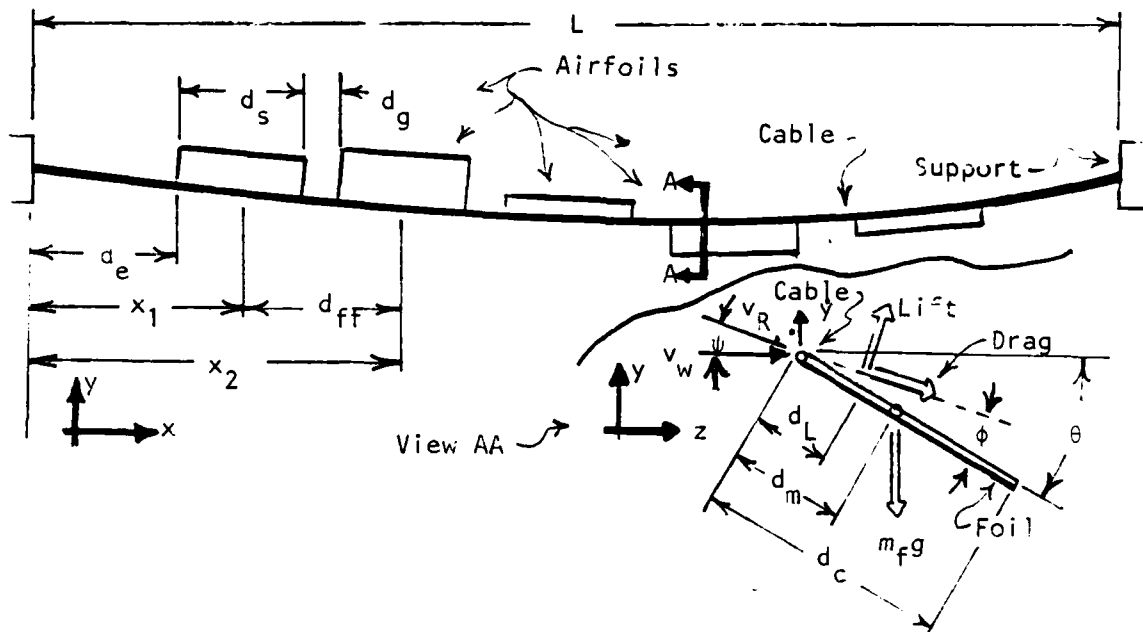 L
Airfoils
d_s
d_g
Cable
Support
A
A
d_e
x_1
d_ff
x_2
y
x
View AA
y
z
Cable
y
v_R
ψ
v_w
Lift
Drag
φ
θ
d_L
d_m
d_c
m_f g
Foil